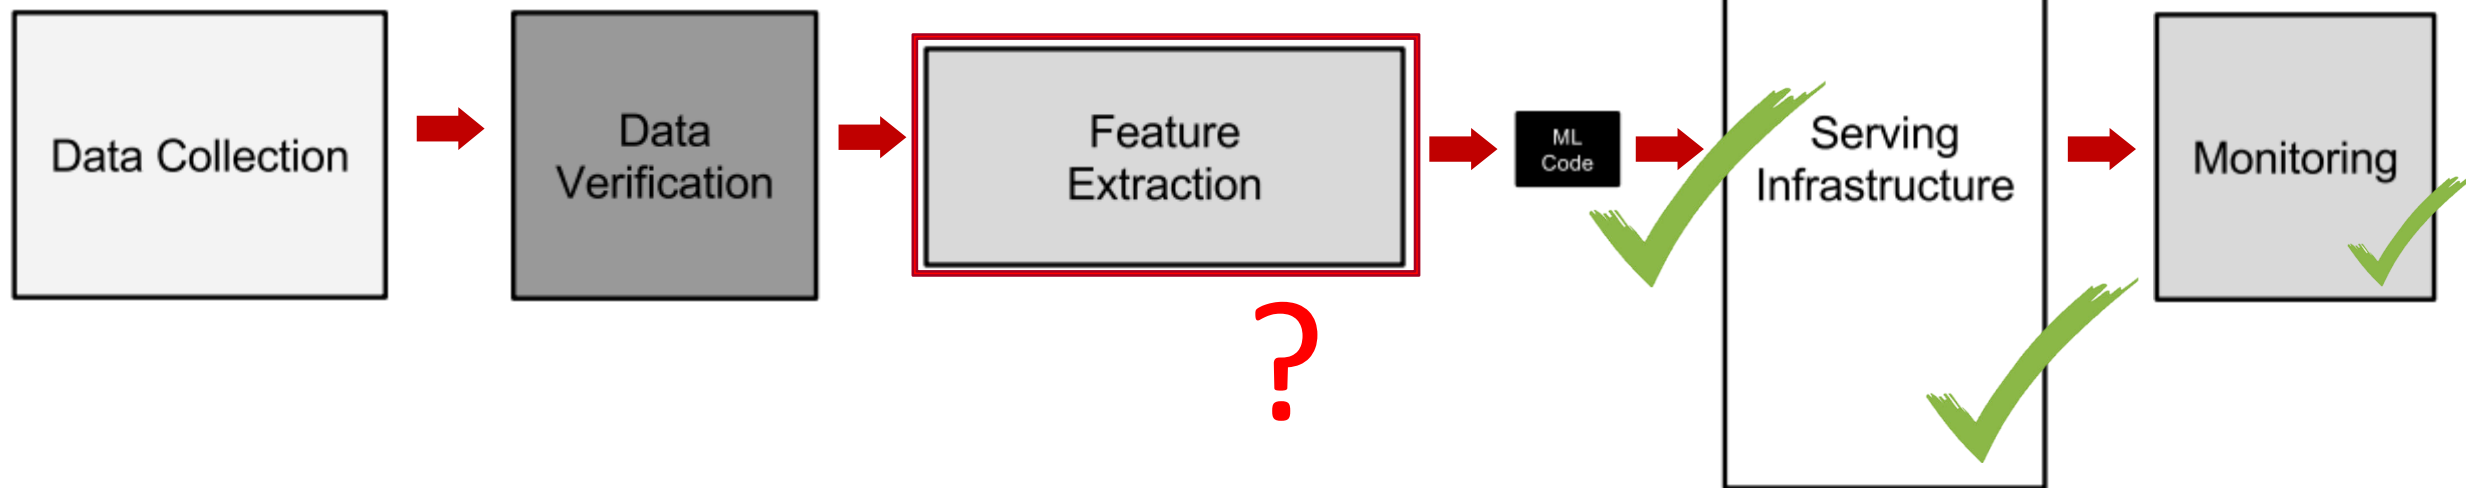 Data Collection
Data
Verification
Feature
Extraction
?
ML
Code
Serving
Infrastructure
Monitoring